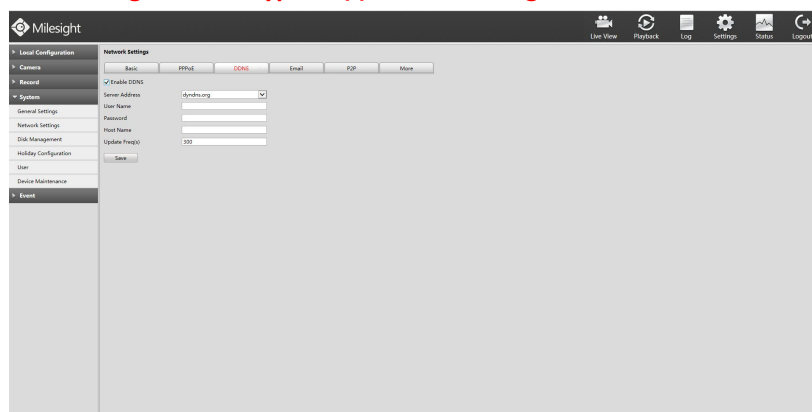 Milesight
Live View
Playback
Log
Settings
Status
Logout
Local Configuration
Camera
Record
System
General Settings
Network Settings
Disk Management
Holiday Configuration
User
Device Maintenance
Event
Network Settings
Basic
PPPoE
DDNS
Email
P2P
More
Enable DDNS
Server Address
dyndns.org
User Name
Password
Host Name
Update Freq(s)
300
Save